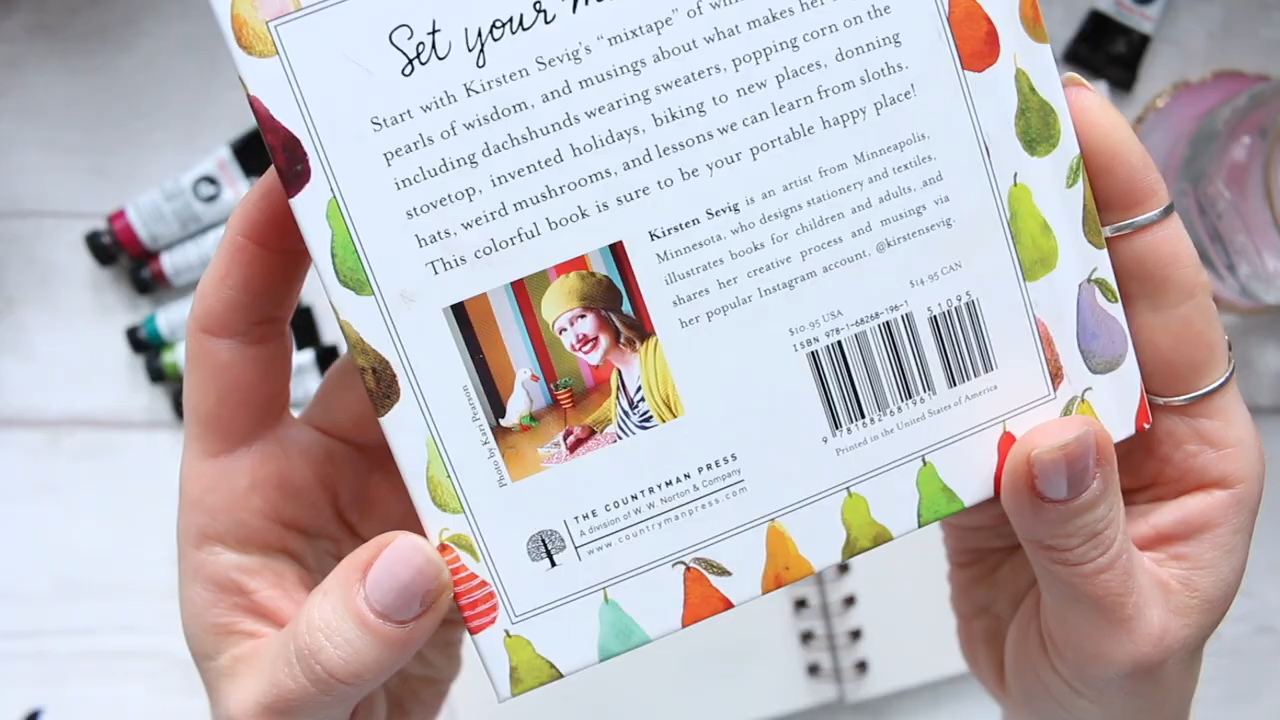 Set your
Start with Kirsten Sevig's "mixtape" of
pearls of wisdom, and musings about what makes her
including dachshunds wearing sweaters, popping corn on the
stovetop, invented holidays, biking to new places, donning
hats, weird mushrooms, and lessons we can learn from sloths.
This colorful book is sure to be your portable happy place!
Kirsten Sevig is an artist from Minneapolis,
Minnesota, who designs stationery and textiles,
illustrates books for children and adults, and
shares her creative process and musings via
her popular Instagram account, @kirstensevig.
Photo by Kari Pearson
$10.95 USA
$14.95 CAN
ISBN 978-1-68268-196-1
51095
9 781682 681961
Printed in the United States of America
THE COUNTRYMAN PRESS
A division of W. W. Norton & Company
www.countrymanpress.com